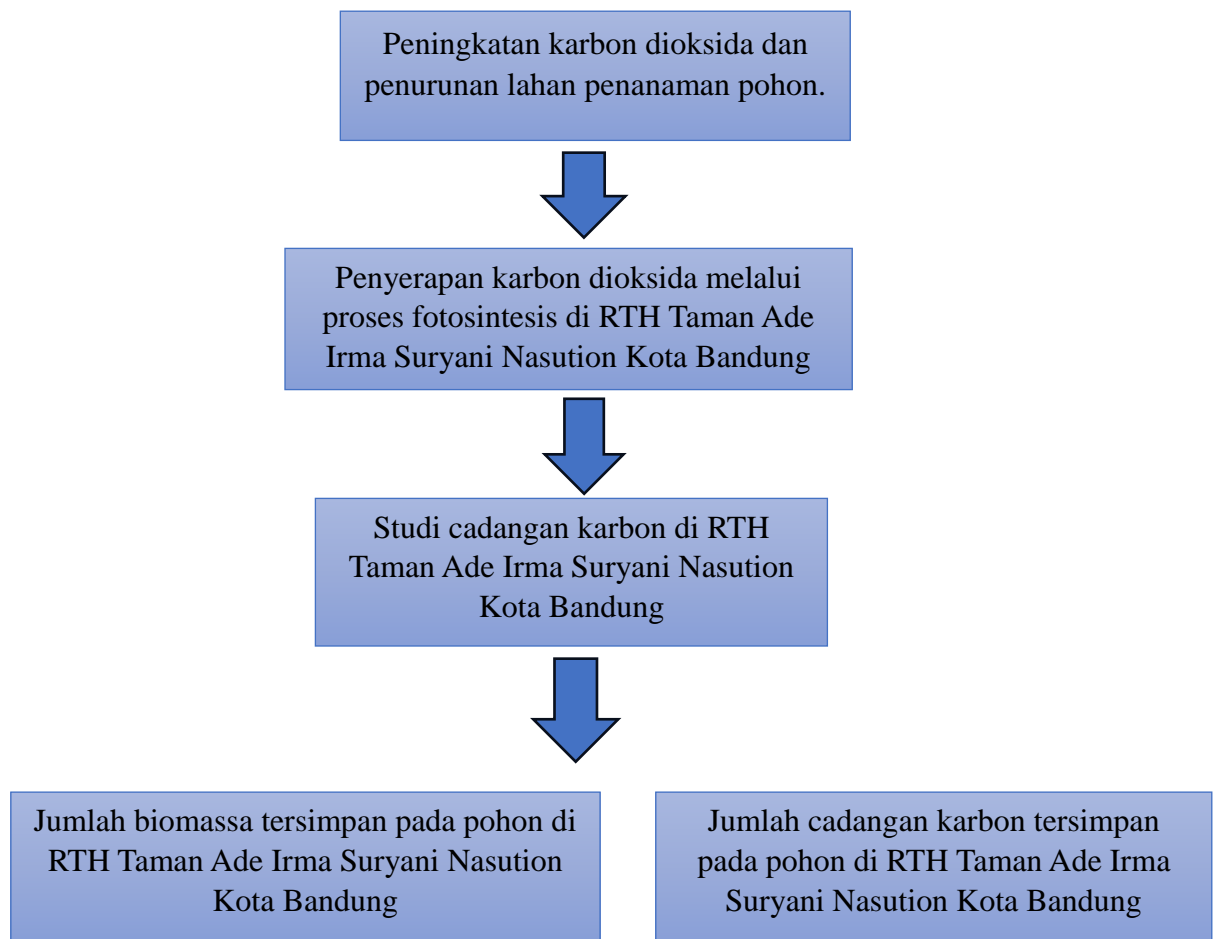 Peningkatan karbon dioksida dan
penurunan lahan penanaman pohon.
Penyerapan karbon dioksida melalui
proses fotosintesis di RTH Taman Ade
Irma Suryani Nasution Kota Bandung
Studi cadangan karbon di RTH
Taman Ade Irma Suryani Nasution
Kota Bandung
Jumlah biomassa tersimpan pada pohon di
RTH Taman Ade Irma Suryani Nasution
Kota Bandung
Jumlah cadangan karbon tersimpan
pada pohon di RTH Taman Ade Irma
Suryani Nasution Kota Bandung